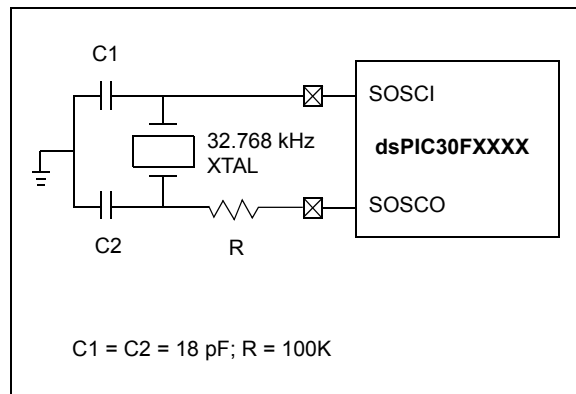 C1
SOSCI
32.768 kHz
XTAL
dsPIC30FXXXX
SOSCO
C2
R
C1 = C2 = 18 pF; R = 100K